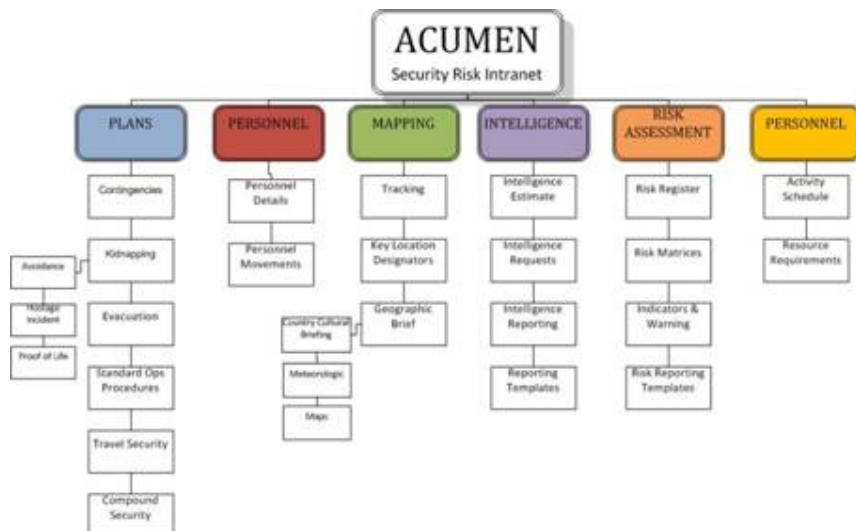 ACUMEN
Security Risk Intranet
PLANS
PERSONNEL
MAPPING
INTELLIGENCE
RISK
ASSESSMENT
PERSONNEL
Contingencies
Kidnapping
Avoidance
Hostage
Incident
Proof of Life
Evacuation
Standard Ops
Procedures
Travel Security
Compound
Security
Personnel
Details
Personnel
Movements
Tracking
Key Location
Designators
Geographic
Brief
Country Cultural
Briefing
Meteorologic
Maps
Intelligence
Estimate
Intelligence
Requests
Intelligence
Reporting
Reporting
Templates
Risk Register
Risk Matrices
Indicators &
Warning
Risk Reporting
Templates
Activity
Schedule
Resource
Requirements